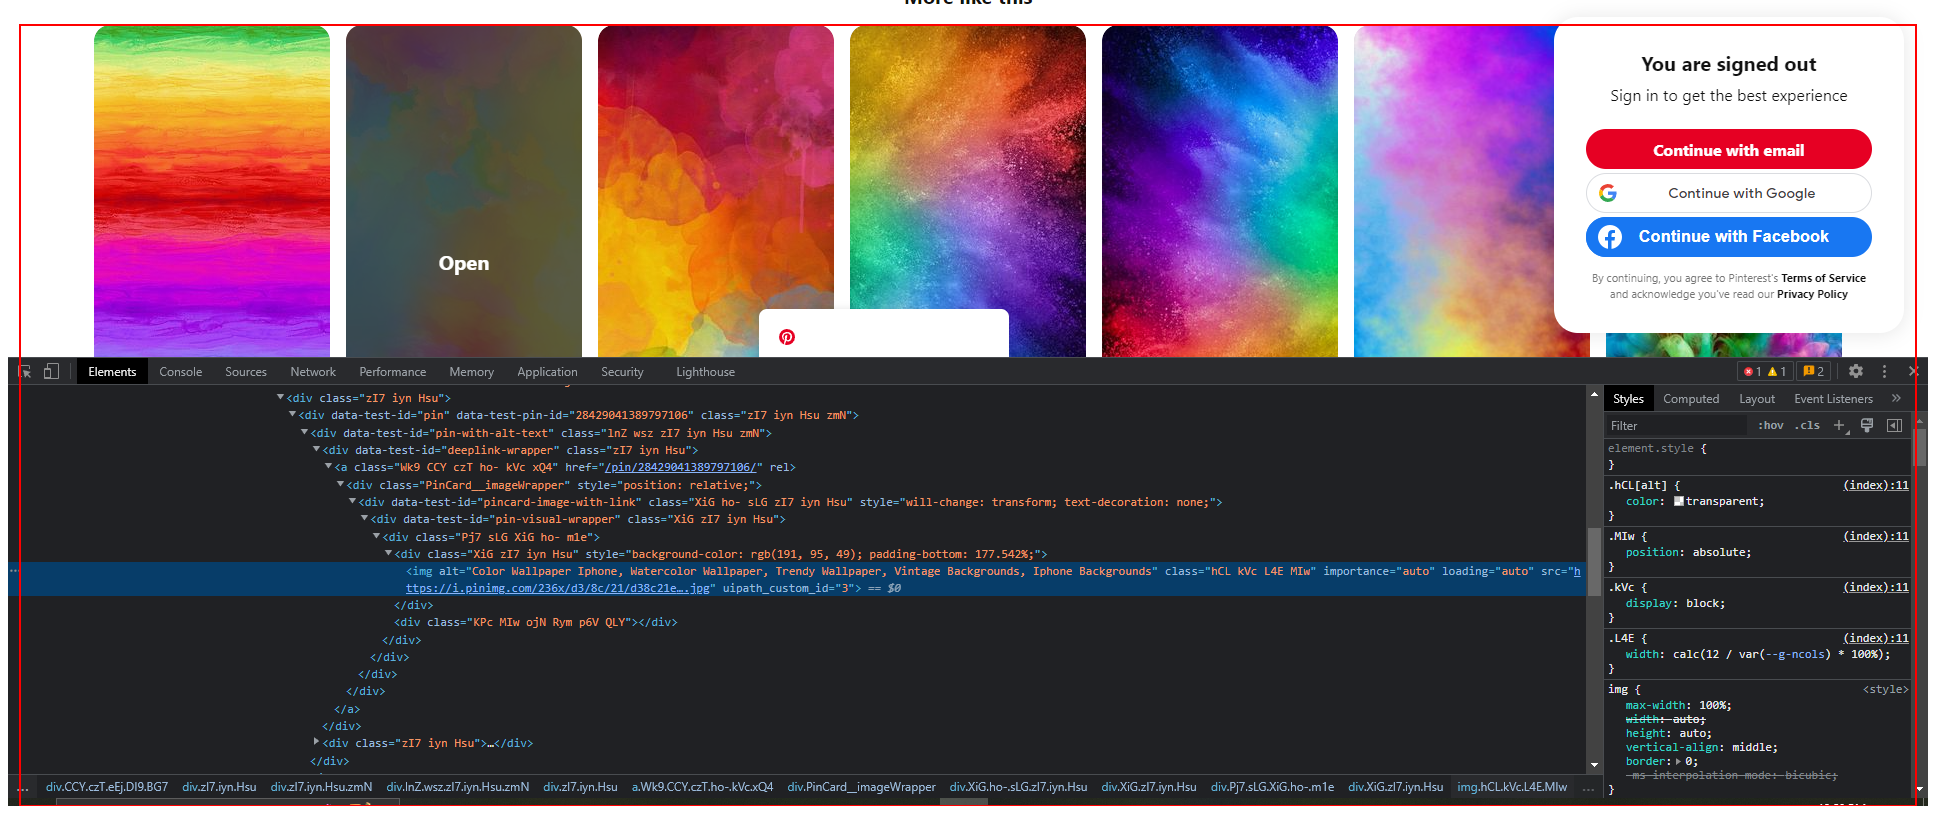 More like this
You are signed out
Sign in to get the best experience
Continue with email
Continue with Google
Continue with Facebook
By continuing, you agree to Pinterest's Terms of Service
and acknowledge you've read our Privacy Policy
Open
Elements Console Sources Network Performance Memory Application Security Lighthouse
1 1 2
<div class="zI7 iyn Hsu">
<div data-test-id="pin" data-test-pin-id="28429041389797106" class="zI7 iyn Hsu zmN">
<div data-test-id="pin-with-alt-text" class="lnZ wsz zI7 iyn Hsu zmN">
<div data-test-id="deeplink-wrapper" class="zI7 iyn Hsu">
<a class="Wk9 CCY czT ho- kVc xQ4" href="/pin/28429041389797106/" rel>
<div class="PinCard__imageWrapper" style="position: relative;">
<div data-test-id="pincard-image-with-link" class="XiG ho- sLG zI7 iyn Hsu" style="will-change: transform; text-decoration: none;">
<div data-test-id="pin-visual-wrapper" class="XiG zI7 iyn Hsu">
<div class="Pj7 sLG XiG ho- m1e">
<div class="XiG zI7 iyn Hsu" style="background-color: rgb(191, 95, 49); padding-bottom: 177.542%;">
<img alt="Color Wallpaper Iphone, Watercolor Wallpaper, Trendy Wallpaper, Vintage Backgrounds, Iphone Backgrounds" class="hCL kVc L4E MIw" importance="auto" loading="auto" src="h
ttps://i.pinimg.com/236x/d3/8c/21/d38c21e….jpg" uipath_custom_id="3"> == $0
</div>
<div class="KPc MIw ojN Rym p6V QLY"></div>
</div>
</div>
</div>
</div>
</a>
</div>
<div class="zI7 iyn Hsu">…</div>
</div>
... div.CCY.czT.eEj.DI9.BG7 div.zI7.iyn.Hsu div.zI7.iyn.Hsu.zmN div.lnZ.wsz.zI7.iyn.Hsu.zmN div.zI7.iyn.Hsu a.Wk9.CCY.czT.ho-.kVc.xQ4 div.PinCard__imageWrapper div.XiG.ho-.sLG.zI7.iyn.Hsu div.XiG.zI7.iyn.Hsu div.Pj7.sLG.XiG.ho-.m1e div.XiG.zI7.iyn.Hsu img.hCL.kVc.L4E.MIw ...
Styles Computed Layout Event Listeners »
Filter :hov .cls +
element.style {
}
.hCL[alt] { (index):11
color: transparent;
}
.MIw { (index):11
position: absolute;
}
.kVc { (index):11
display: block;
}
.L4E { (index):11
width: calc(12 / var(--g-ncols) * 100%);
}
img { <style>
max-width: 100%;
width: auto;
height: auto;
vertical-align: middle;
border: 0;
-ms-interpolation-mode: bicubic;
}